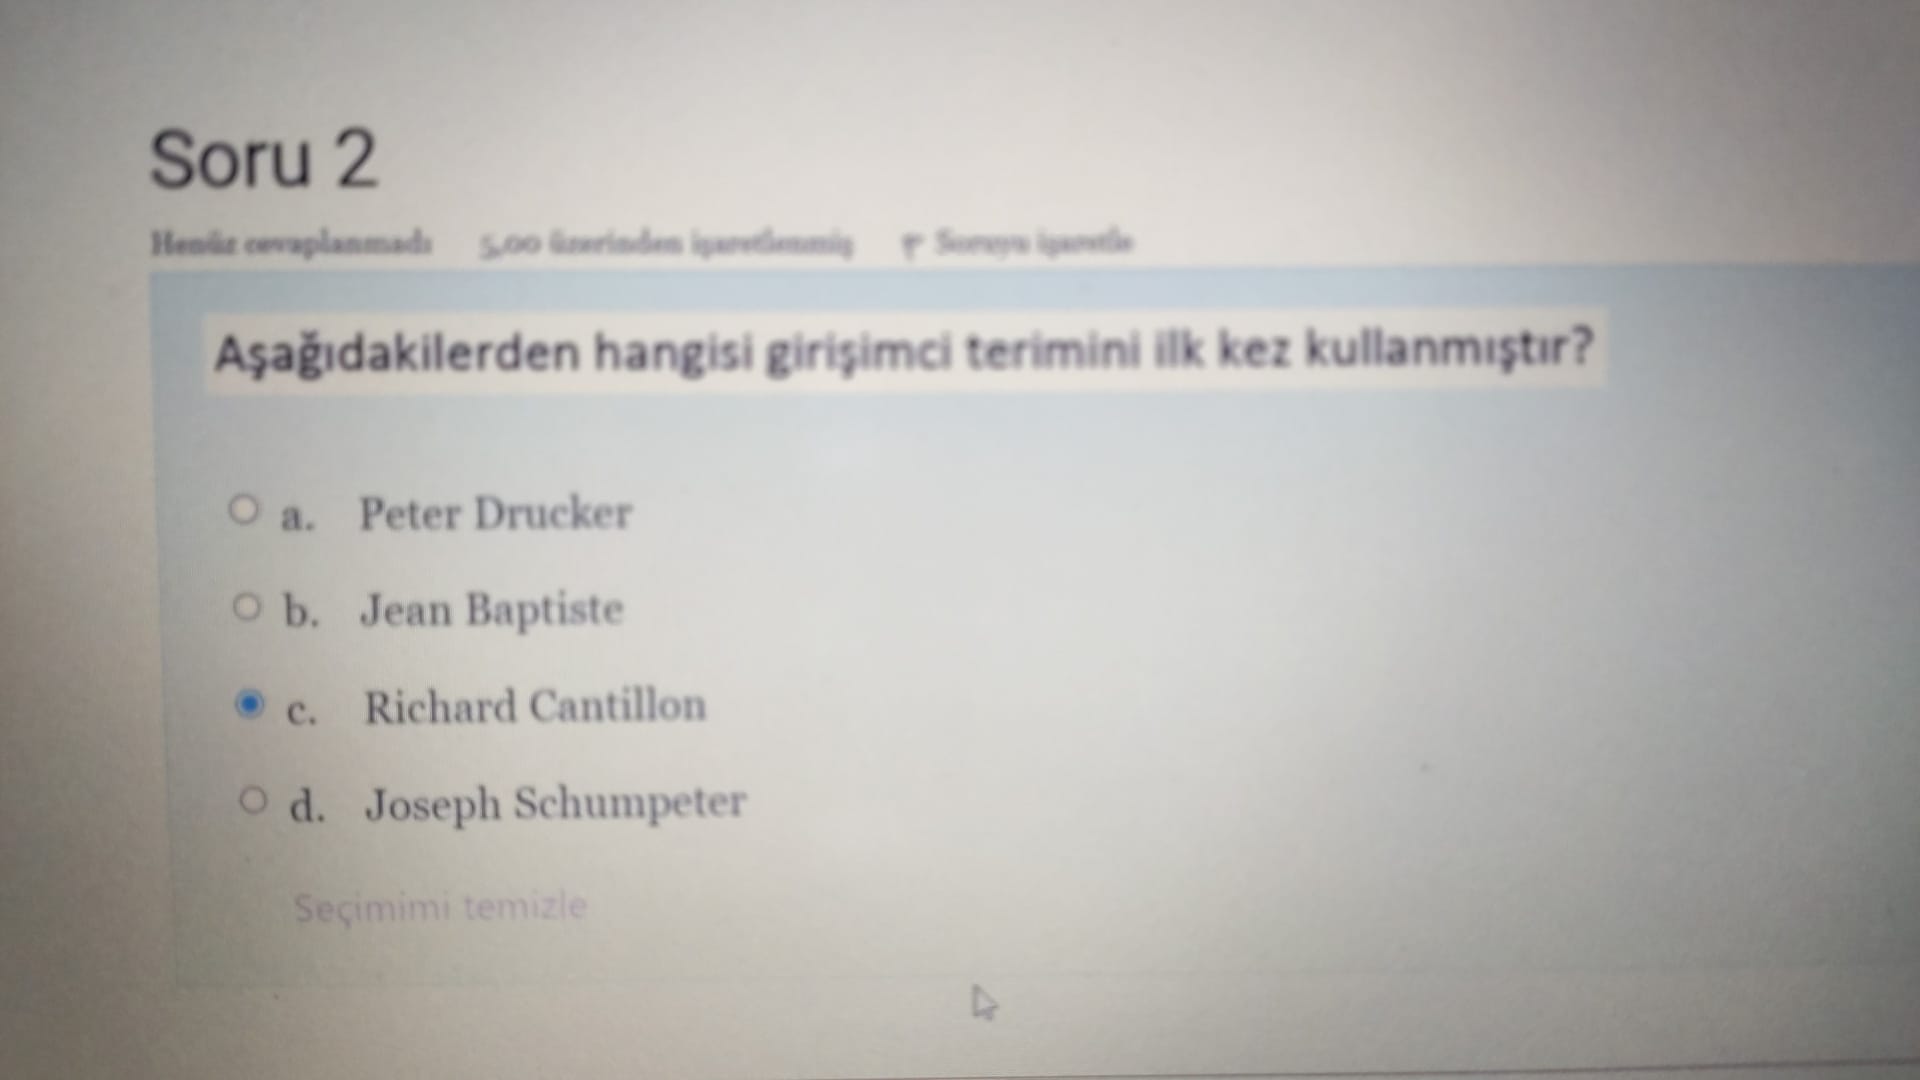 Soru 2
Henüz cevaplanmadı 5,00 üzerinden işaretlenmiş Soruyu işaretle
Aşağıdakilerden hangisi girişimci terimini ilk kez kullanmıştır?
a. Peter Drucker
b. Jean Baptiste
c. Richard Cantillon
d. Joseph Schumpeter
Seçimimi temizle